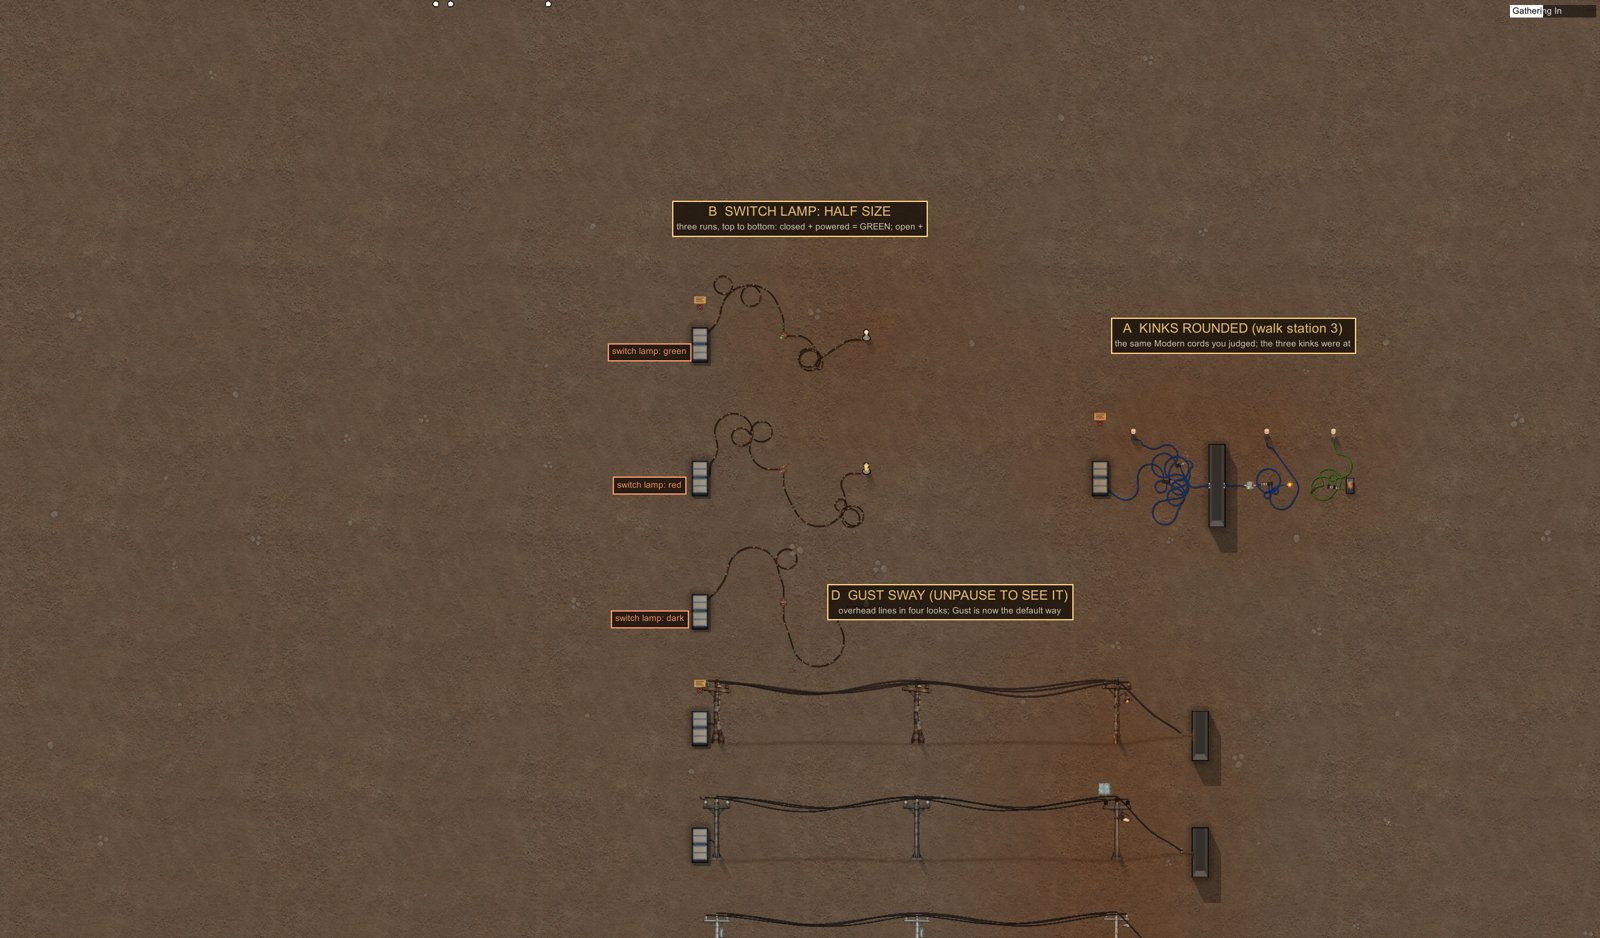 Gathering In
B SWITCH LAMP: HALF SIZE
three runs, top to bottom: closed + powered = GREEN; open +
switch lamp: green
A KINKS ROUNDED (walk station 3)
the same Modern cords you judged; the three kinks were at
switch lamp: red
D GUST SWAY (UNPAUSE TO SEE IT)
overhead lines in four looks; Gust is now the default way
switch lamp: dark